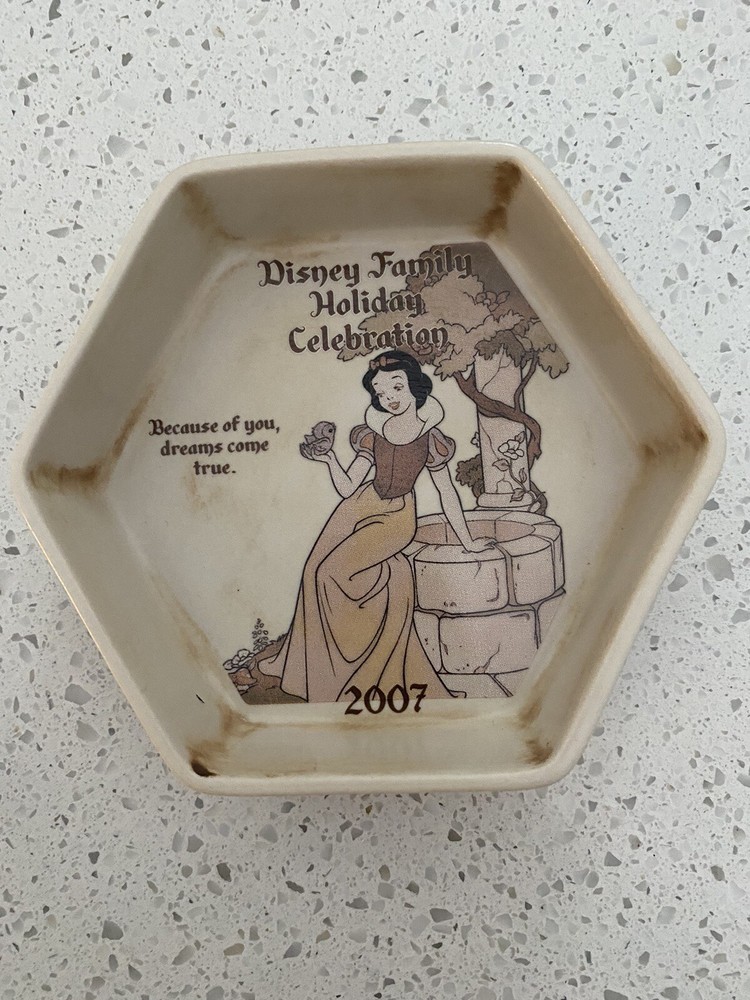 Disney Family
Holiday
Celebration
Because of you,
dreams come
true.
2007